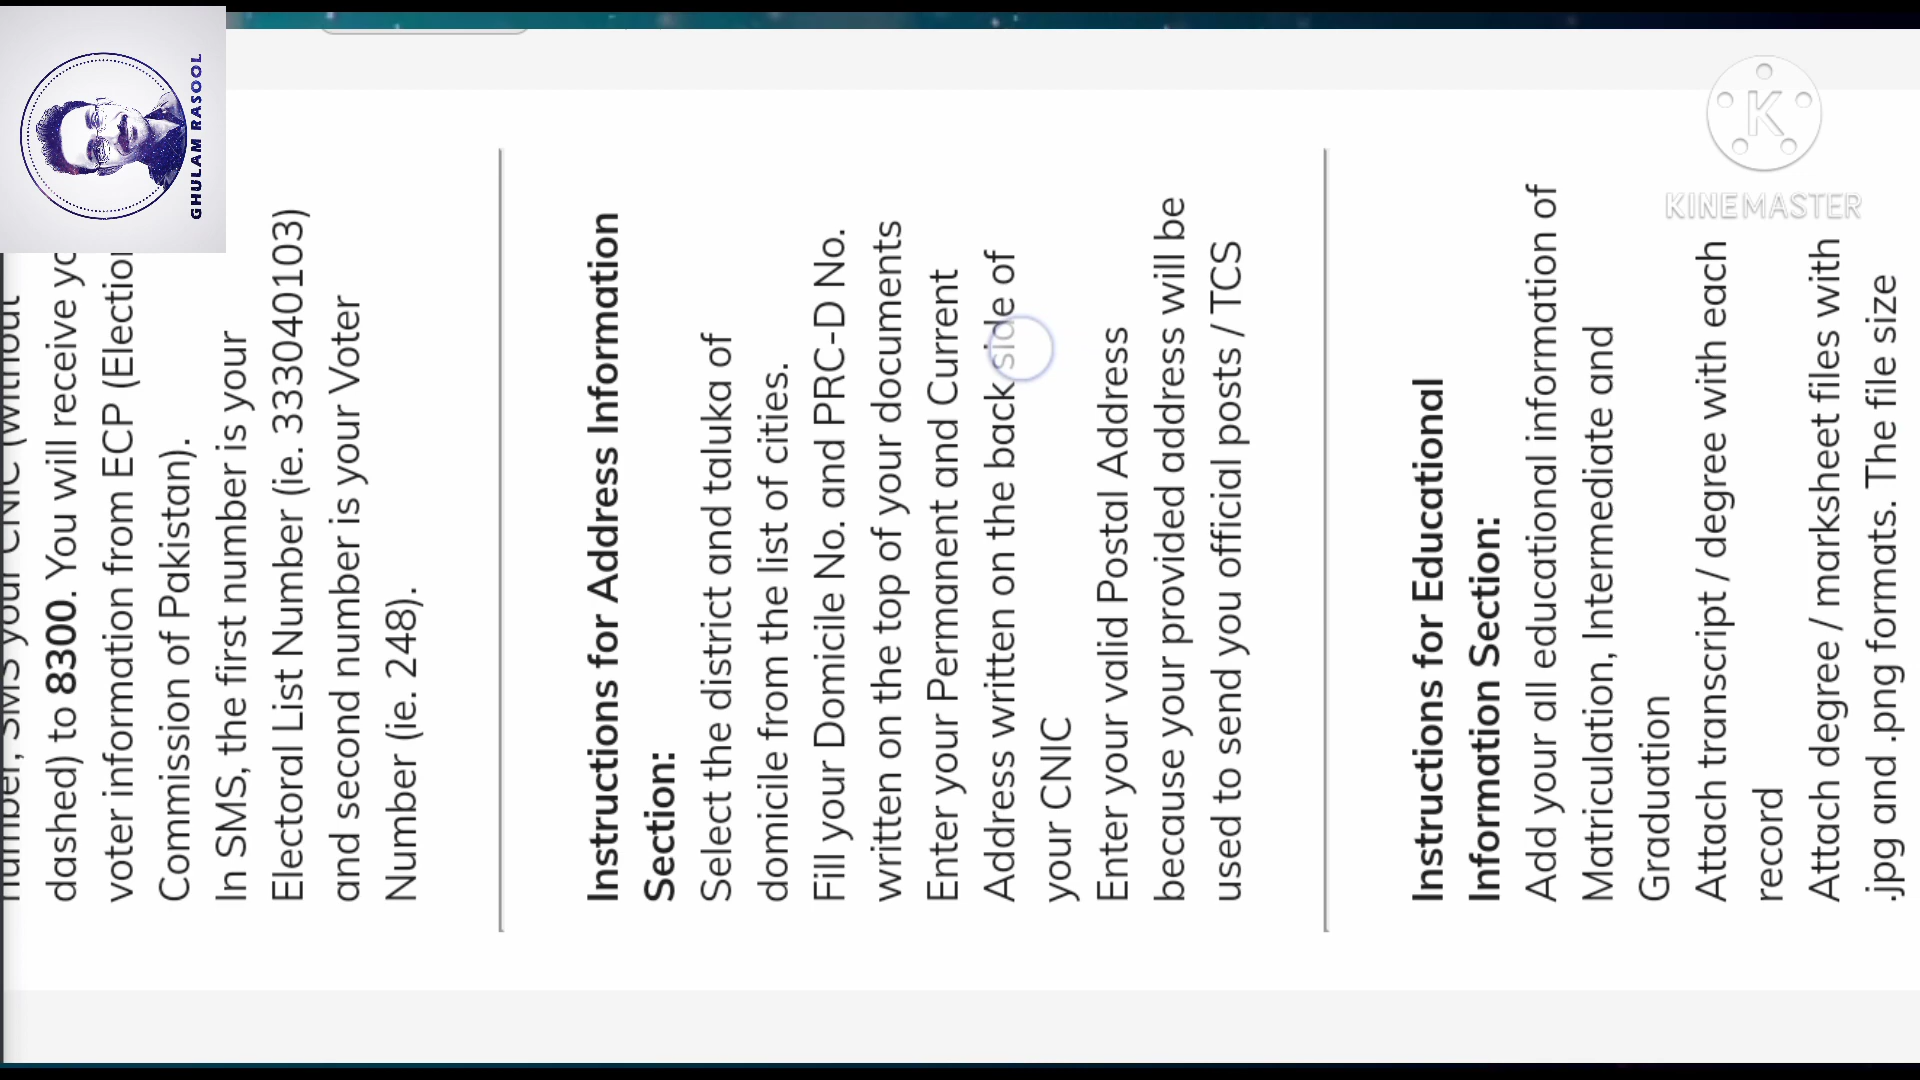 GHULAM RASOOL
KINEMASTER
number, SMS your CNIC (without
dashed) to 8300. You will receive
voter information from ECP (Election
Commission of Pakistan).
In SMS, the first number is your
Electoral List Number (ie. 333040103)
and second number is your Voter
Number (ie. 248).
Instructions for Address Information
Section:
Select the district and taluka of
domicile from the list of cities.
Fill your Domicile No. and PRC-D No.
written on the top of your documents
Enter your Permanent and Current
Address written on the back side of
your CNIC
Enter your valid Postal Address
because your provided address will be
used to send you official posts / TCS
Instructions for Educational
Information Section:
Add your all educational information of
Matriculation, Intermediate and
Graduation
Attach transcript / degree with each
record
Attach degree / marksheet files with
.jpg and .png formats. The file size